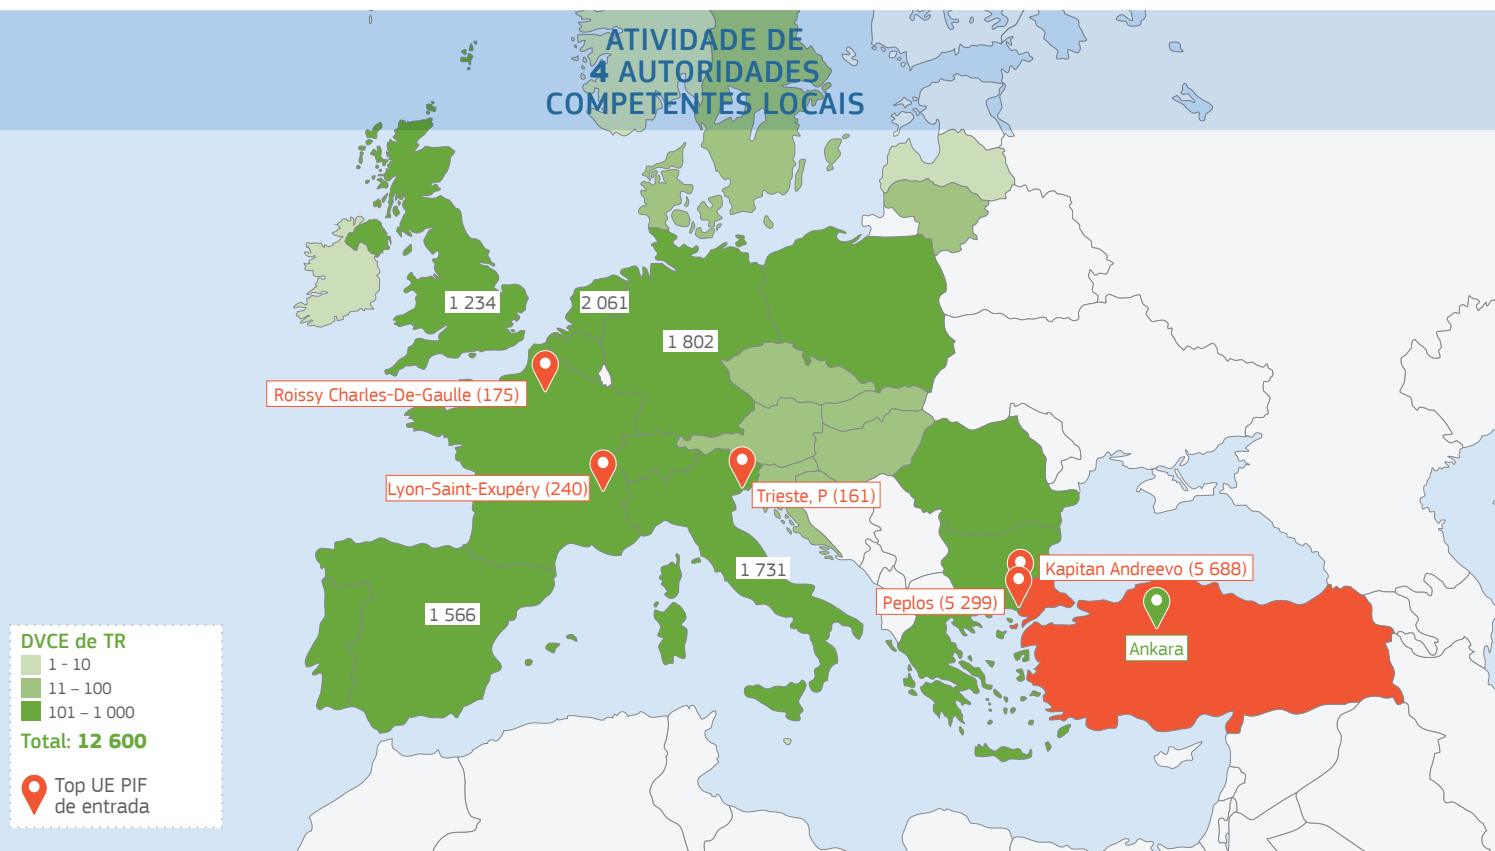 ATIVIDADE DE
4 AUTORIDADES
COMPETENTES LOCAIS
1 234
2 061
1 802
Roissy Charles-De-Gaulle (175)
Lyon-Saint-Exupéry (240)
Trieste, P (161)
1 731
Kapitan Andreevo (5 688)
Peplos (5 299)
1 566
Ankara
DVCE de TR
1 - 10
11 – 100
101 – 1 000
Total: 12 600
Top UE PIF
de entrada